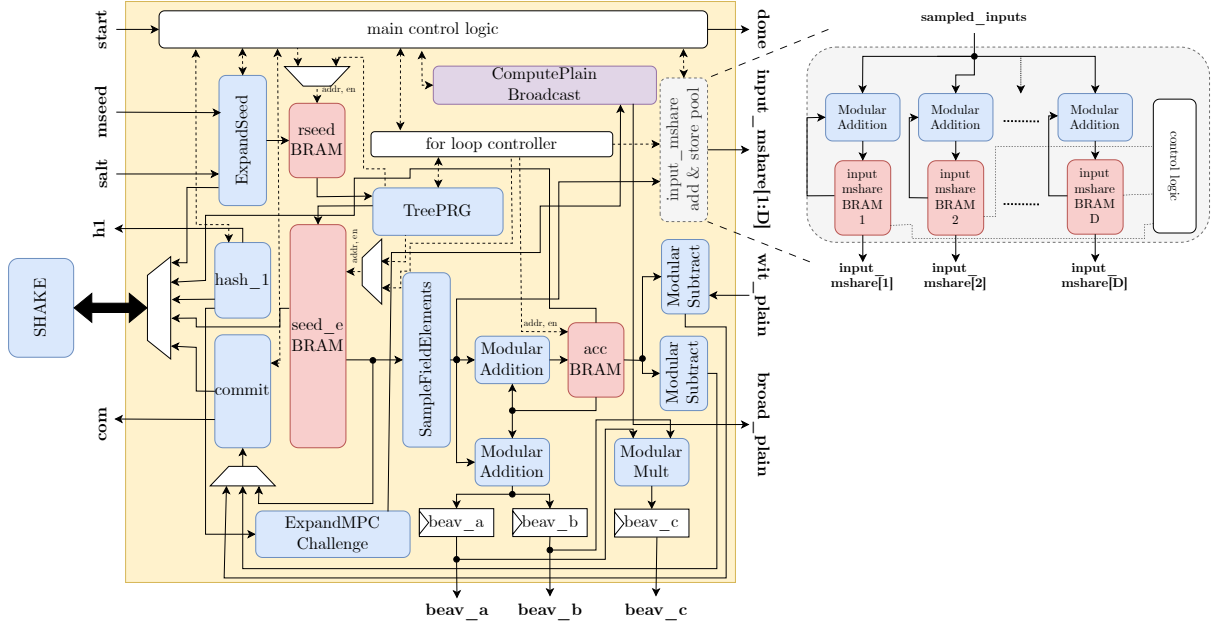 main control logic
start
done
sampled_inputs
ComputePlain
Broadcast
addr, en
mseed
ExpandSeed
rseed
BRAM
for loop controller
input_mshare
add & store pool
input_mshare[1:D]
salt
TreePRG
h1
hash_1
addr, en
seed_e
BRAM
SHAKE
commit
com
SampleFieldElements
Modular
Addition
addr, en
acc
BRAM
Modular
Subtract
wit_plain
Modular
Subtract
broad_plain
Modular
Addition
Modular
Mult
ExpandMPC
Challenge
beav_a
beav_b
beav_c
beav_a
beav_b
beav_c
Modular
Addition
Modular
Addition
Modular
Addition
input
mshare
BRAM
1
input
mshare
BRAM
2
input
mshare
BRAM
D
control logic
input_
mshare[1]
input_
mshare[2]
input_
mshare[D]